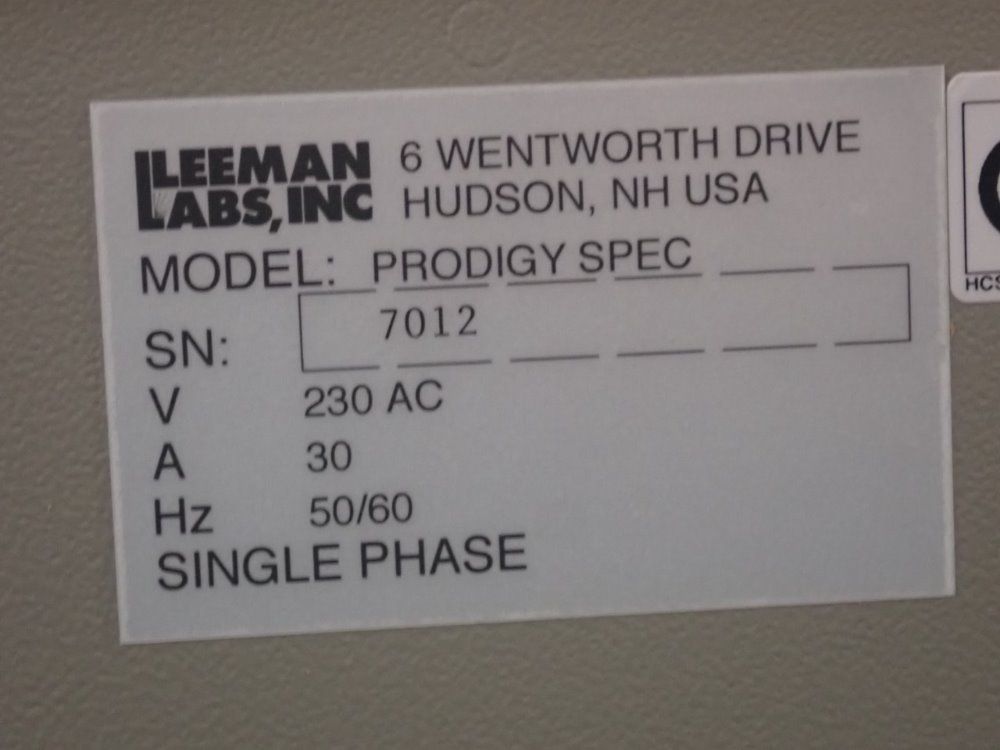 LEEMAN LABS, INC
6 WENTWORTH DRIVE
HUDSON, NH USA
MODEL: PRODIGY SPEC
SN: 7012
V 230 AC
A 30
Hz 50/60
SINGLE PHASE